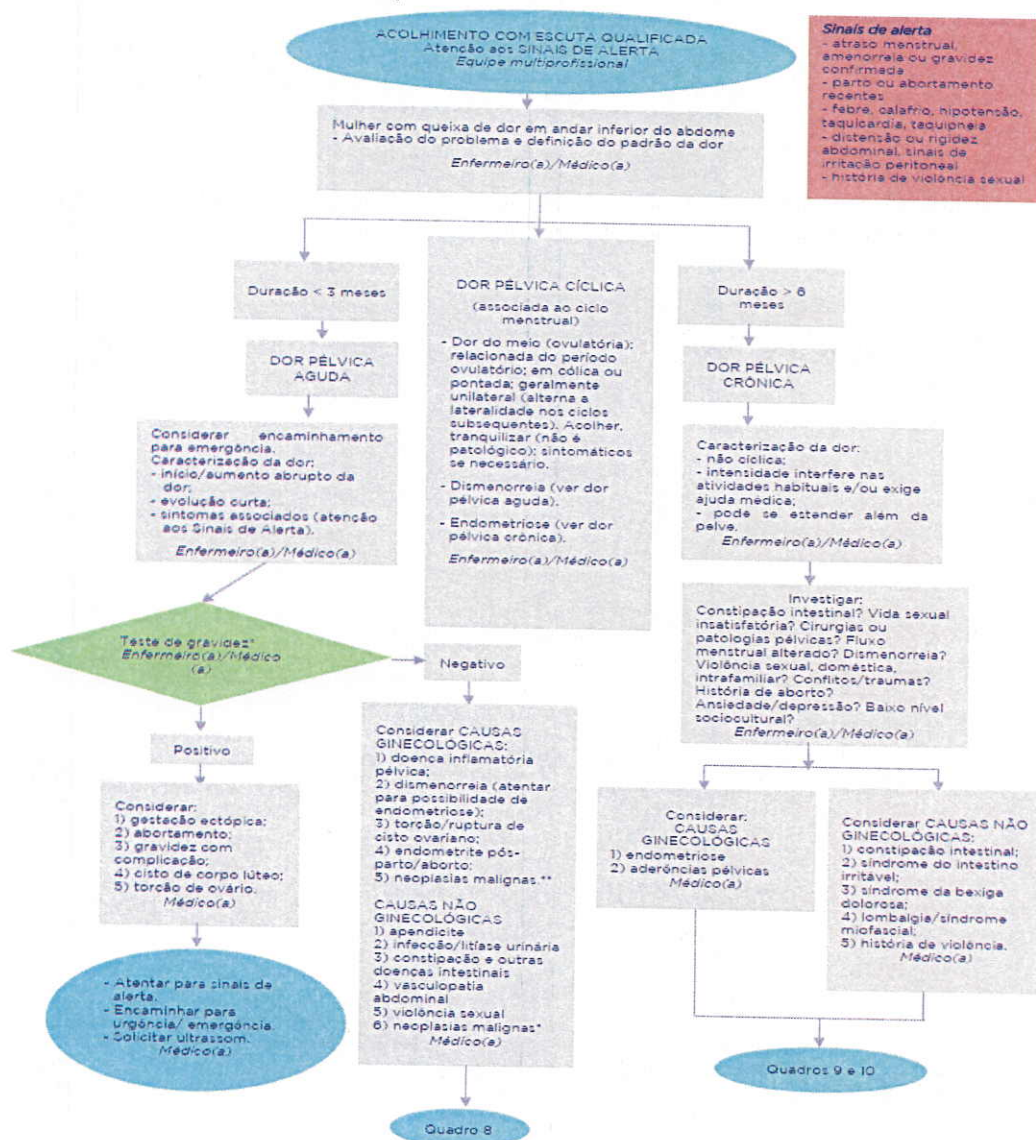 ACOLHIMENTO COM ESCUTA QUALIFICADA
Atenção aos SINAIS DE ALERTA
Equipe multiprofissional
Sinais de alerta
- atraso menstrual,
amenorreia ou gravidez
confirmada
- parto ou abortamento
recentes
- febre, calafrio, hipotensão,
taquicardia, taquipneia
- distensão ou rigidez
abdominal, sinais de
irritação peritoneal
- história de violência sexual
Mulher com queixa de dor em andar inferior do abdome
- Avaliação do problema e definição do padrão da dor
Enfermeiro(a)/Médico(a)
Duração < 3 meses
DOR PÉLVICA
AGUDA
Considerar encaminhamento
para emergência.
Caracterização da dor:
- início/aumento abrupto da
dor;
- evolução curta;
- sintomas associados (atenção
aos Sinais de Alerta).
Enfermeiro(a)/Médico(a)
DOR PÉLVICA CÍCLICA
(associada ao ciclo
menstrual)
- Dor do meio (ovulatória):
relacionada do período
ovulatório; em cólica ou
pontada; geralmente
unilateral (alterna a
lateralidade nos ciclos
subsequentes). Acolher,
tranquilizar (não é
patológico); sintomáticos
se necessário.
- Dismenorreia (ver dor
pélvica aguda).
- Endometriose (ver dor
pélvica crônica).
Enfermeiro(a)/Médico(a)
Duração > 6
meses
DOR PÉLVICA
CRÔNICA
Caracterização da dor:
- não cíclica;
- intensidade interfere nas
atividades habituais e/ou exige
ajuda médica;
- pode se estender além da
pelve.
Enfermeiro(a)/Médico(a)
Investigar:
Constipação intestinal? Vida sexual
insatisfatória? Cirurgias ou
patologias pélvicas? Fluxo
menstrual alterado? Dismenorreia?
Violência sexual, doméstica,
intrafamiliar? Conflitos/traumas?
História de aborto?
Ansiedade/depressão? Baixo nível
sociocultural?
Enfermeiro(a)/Médico(a)
Teste de gravidez*
Enfermeiro(a)/Médico
(a)
Negativo
Positivo
Considerar:
1) gestação ectópica;
2) abortamento;
3) gravidez com
complicação;
4) cisto de corpo lúteo;
5) torção de ovário.
Médico(a)
- Atentar para sinais de
alerta.
- Encaminhar para
urgência/ emergência.
- Solicitar ultrassom.
Médico(a)
Considerar CAUSAS
GINECOLÓGICAS:
1) doença inflamatória
pélvica;
2) dismenorreia (atentar
para possibilidade de
endometriose);
3) torção/ruptura de
cisto ovariano;
4) endometrite pós-
parto/aborto;
5) neoplasias malignas.**
CAUSAS NÃO
GINECOLÓGICAS
1) apendicite
2) infecção/litíase urinária
3) constipação e outras
doenças intestinais
4) vasculopatia
abdominal
5) violência sexual
6) neoplasias malignas*
Médico(a)
Quadro 8
Considerar:
CAUSAS
GINECOLÓGICAS
1) endometriose
2) aderências pélvicas
Médico(a)
Considerar CAUSAS NÃO
GINECOLÓGICAS:
1) constipação intestinal;
2) síndrome do intestino
irritável;
3) síndrome da bexiga
dolorosa;
4) lombalgia/síndrome
miofascial;
5) história de violência.
Médico(a)
Quadros 9 e 10